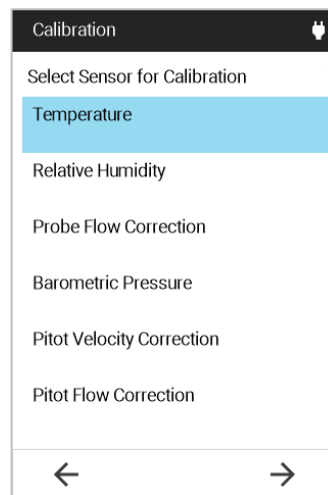 Calibration
Select Sensor for Calibration
Temperature
Relative Humidity
Probe Flow Correction
Barometric Pressure
Pitot Velocity Correction
Pitot Flow Correction